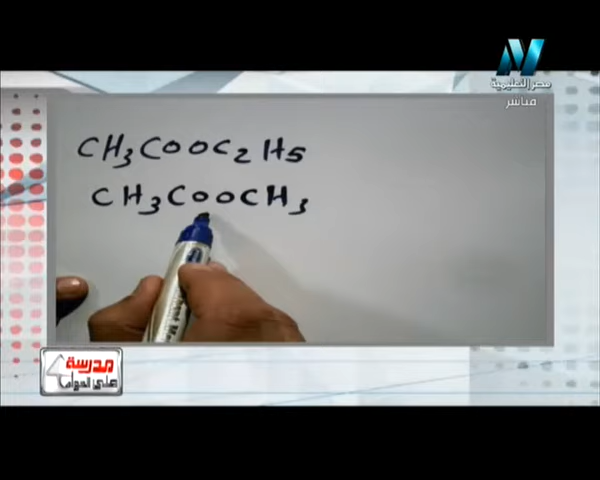 مصر التعليمية
مباشر
CH3COOC2H5
CH3COOCH3
مدرسة
على الهواء